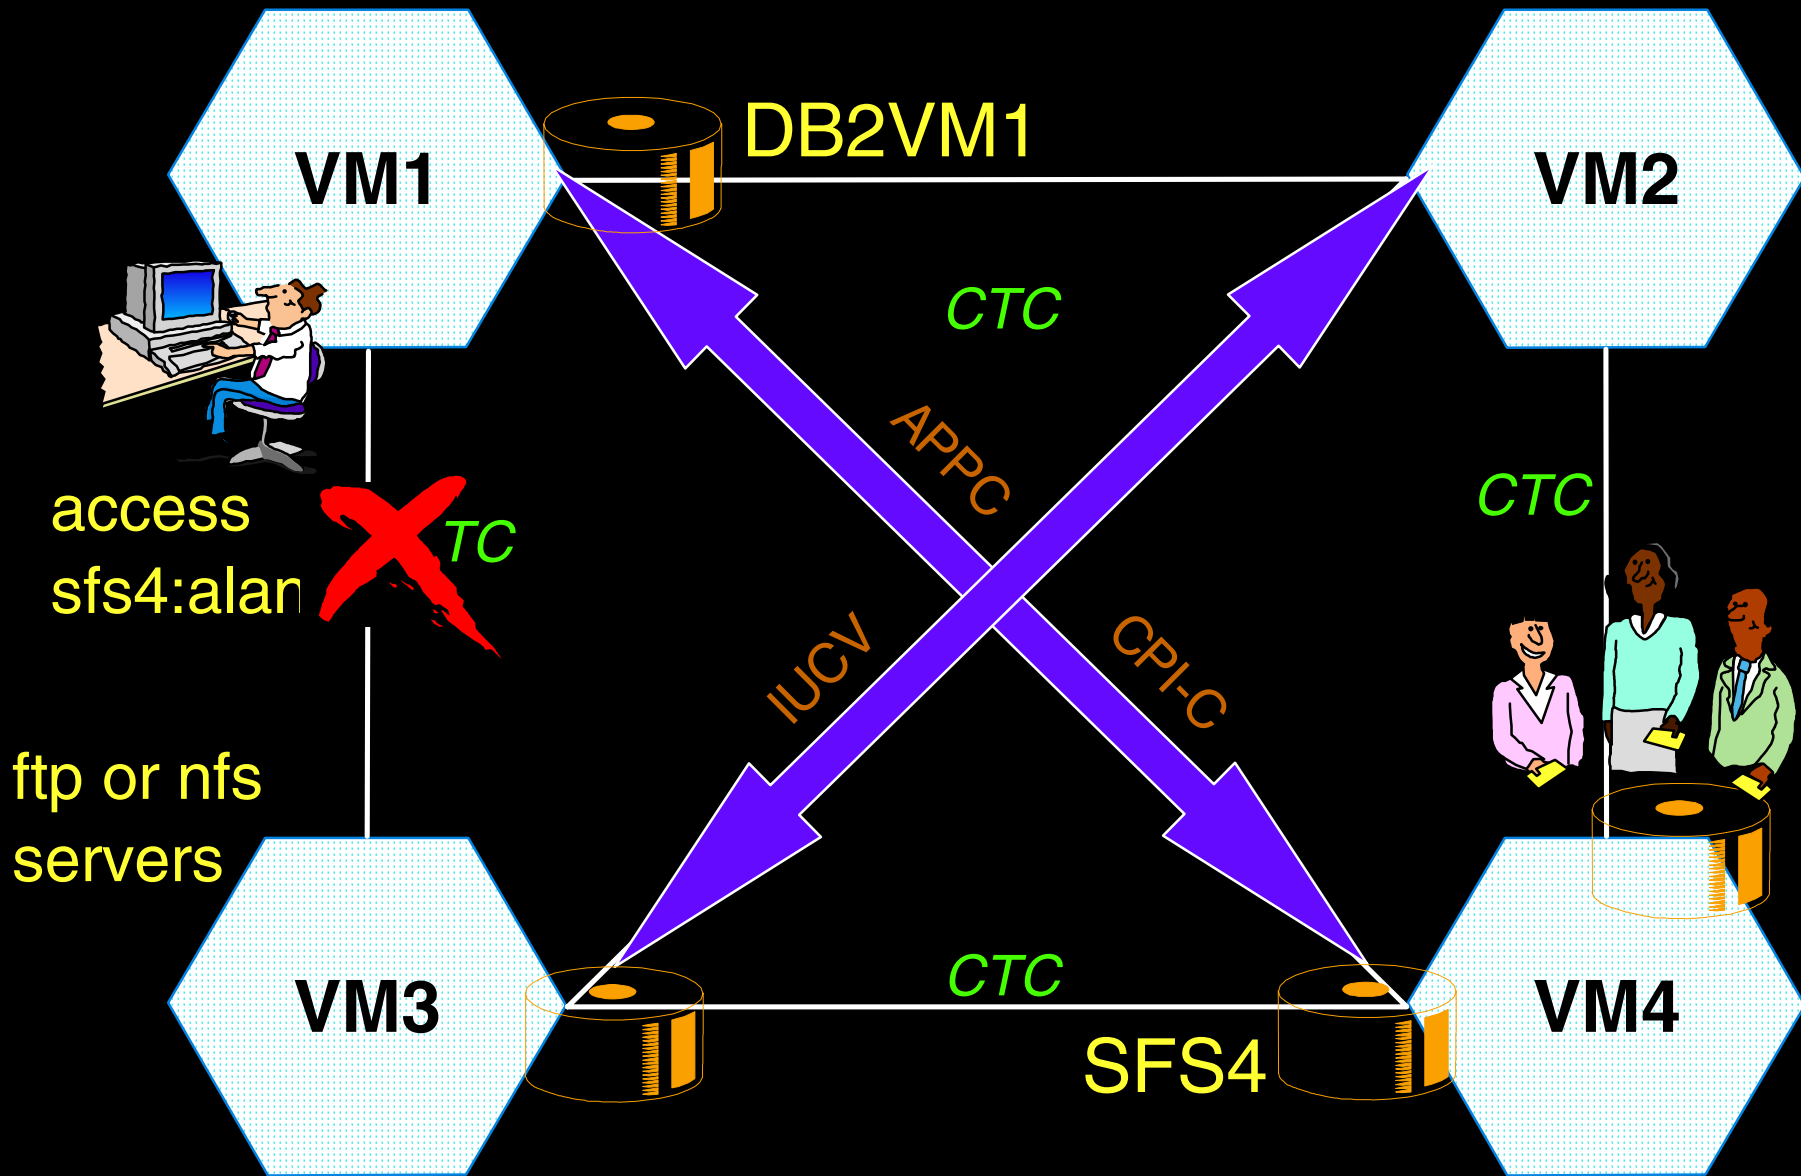 VM1
DB2VM1
VM2
CTC
APPC
access
sfs4:alan
TC
CTC
IUCV
CPI-C
ftp or nfs
servers
VM3
CTC
SFS4
VM4